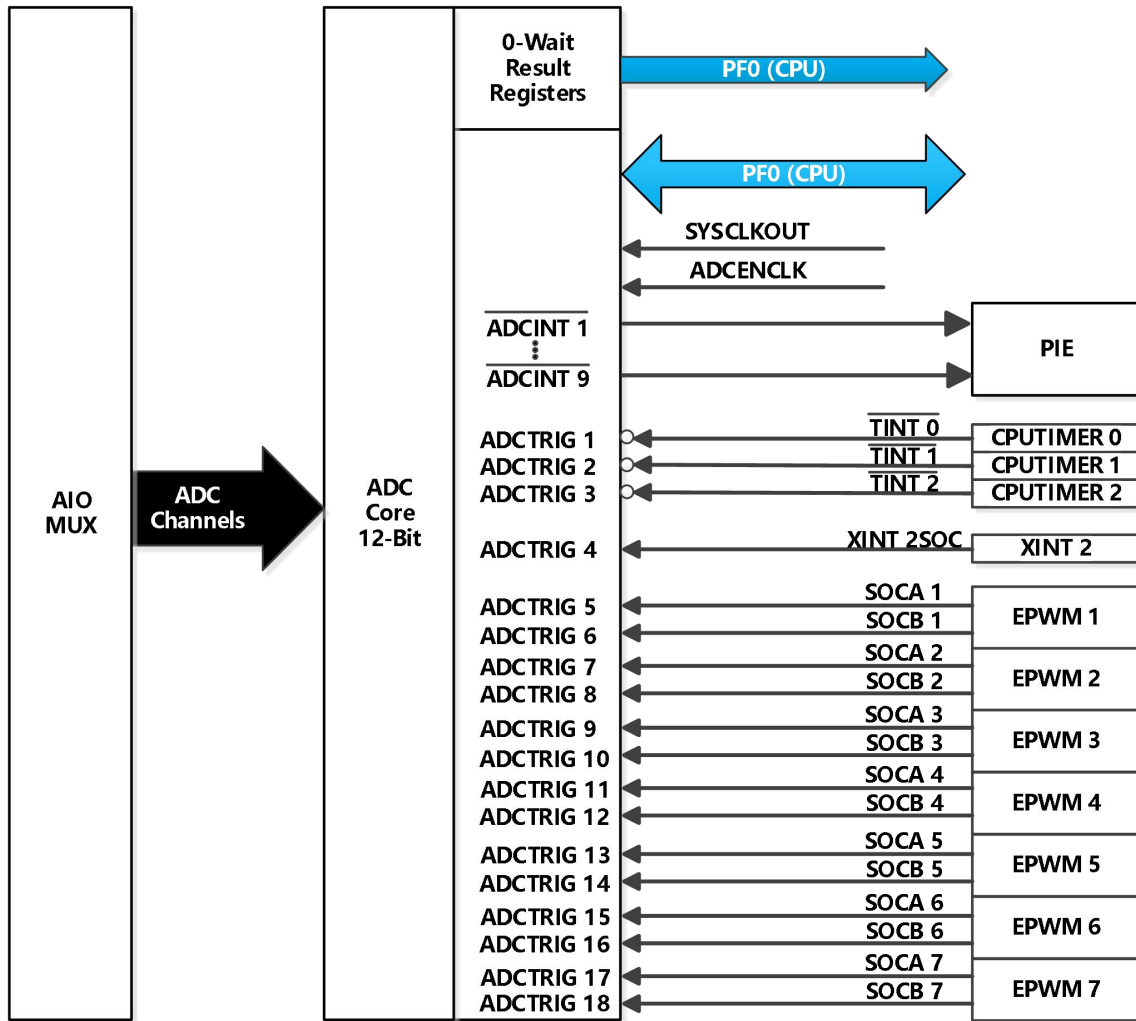 0-Wait
Result
Registers
PF0 (CPU)
PF0 (CPU)
SYSCLKOUT
ADCENCLK
ADCINT 1
ADCINT 9
PIE
AIO
MUX
ADC
Channels
ADC
Core
12-Bit
ADCTRIG 1
TINT 0
CPUTIMER 0
ADCTRIG 2
TINT 1
CPUTIMER 1
ADCTRIG 3
TINT 2
CPUTIMER 2
ADCTRIG 4
XINT 2SOC
XINT 2
ADCTRIG 5
SOCA 1
ADCTRIG 6
SOCB 1
EPWM 1
ADCTRIG 7
SOCA 2
ADCTRIG 8
SOCB 2
EPWM 2
ADCTRIG 9
SOCA 3
ADCTRIG 10
SOCB 3
EPWM 3
ADCTRIG 11
SOCA 4
ADCTRIG 12
SOCB 4
EPWM 4
ADCTRIG 13
SOCA 5
ADCTRIG 14
SOCB 5
EPWM 5
ADCTRIG 15
SOCA 6
ADCTRIG 16
SOCB 6
EPWM 6
ADCTRIG 17
SOCA 7
ADCTRIG 18
SOCB 7
EPWM 7